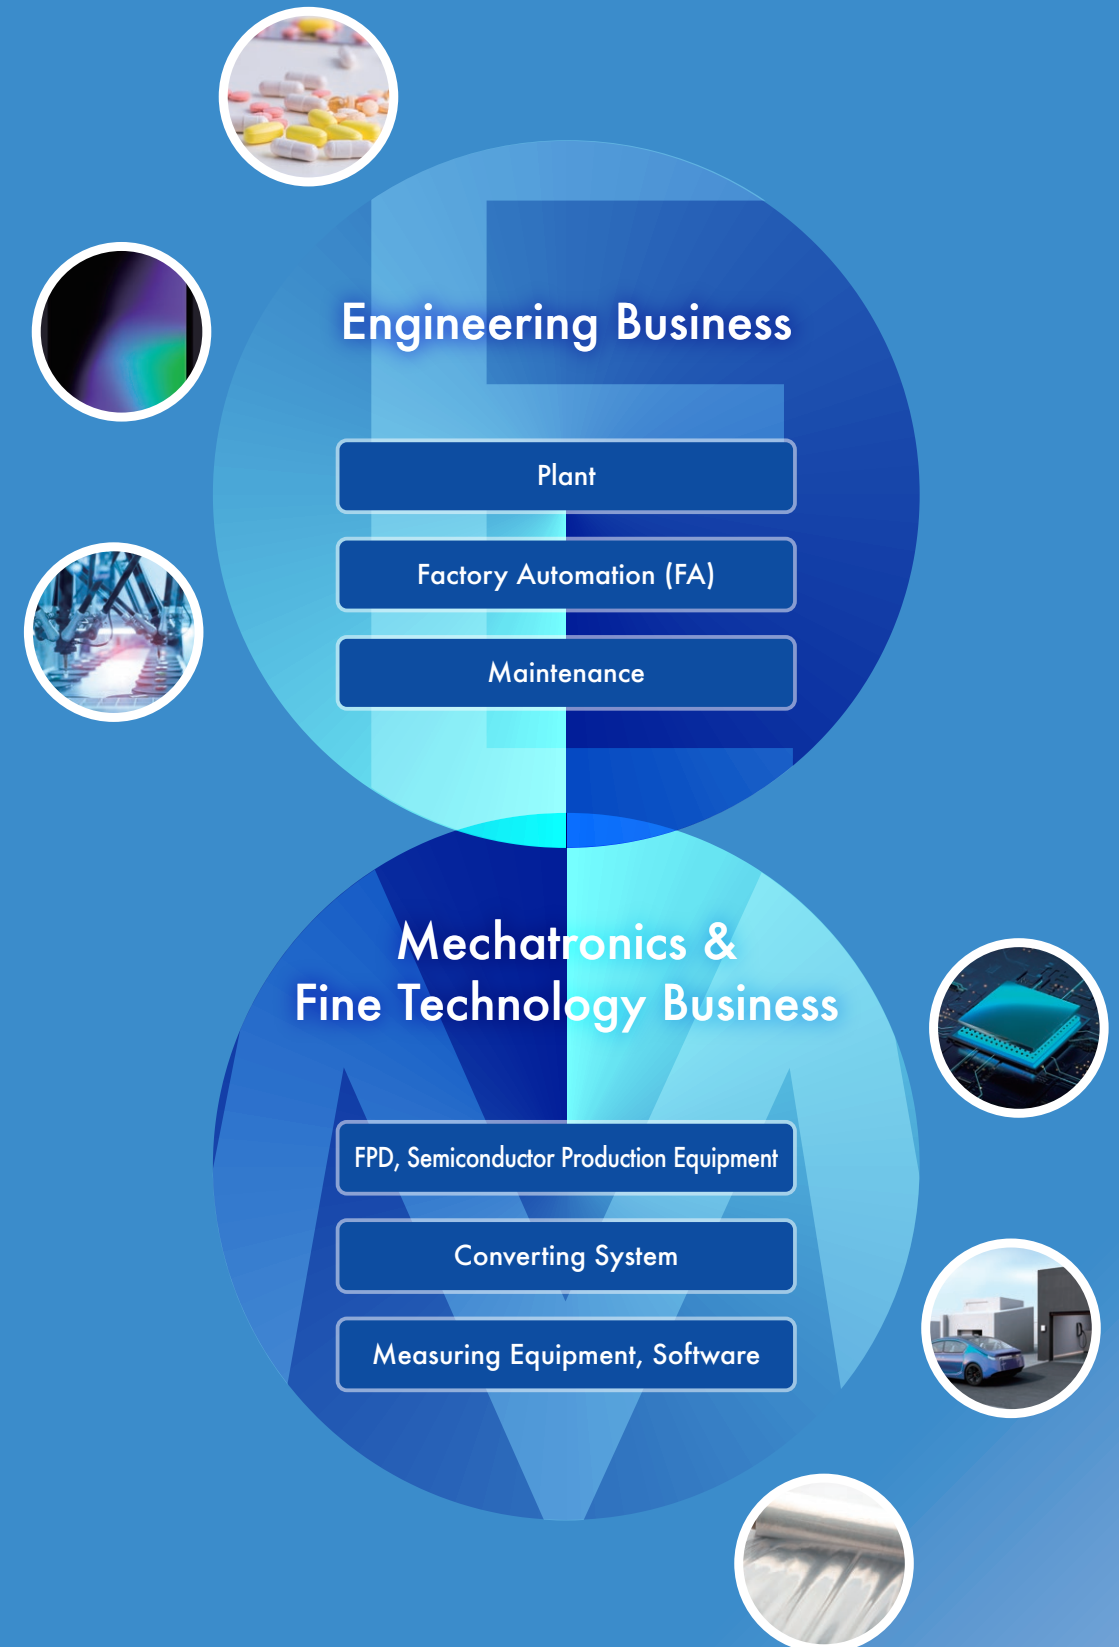 Engineering Business
Plant
Factory Automation (FA)
Maintenance
Mechatronics &
Fine Technology Business
FPD, Semiconductor Production Equipment
Converting System
Measuring Equipment, Software